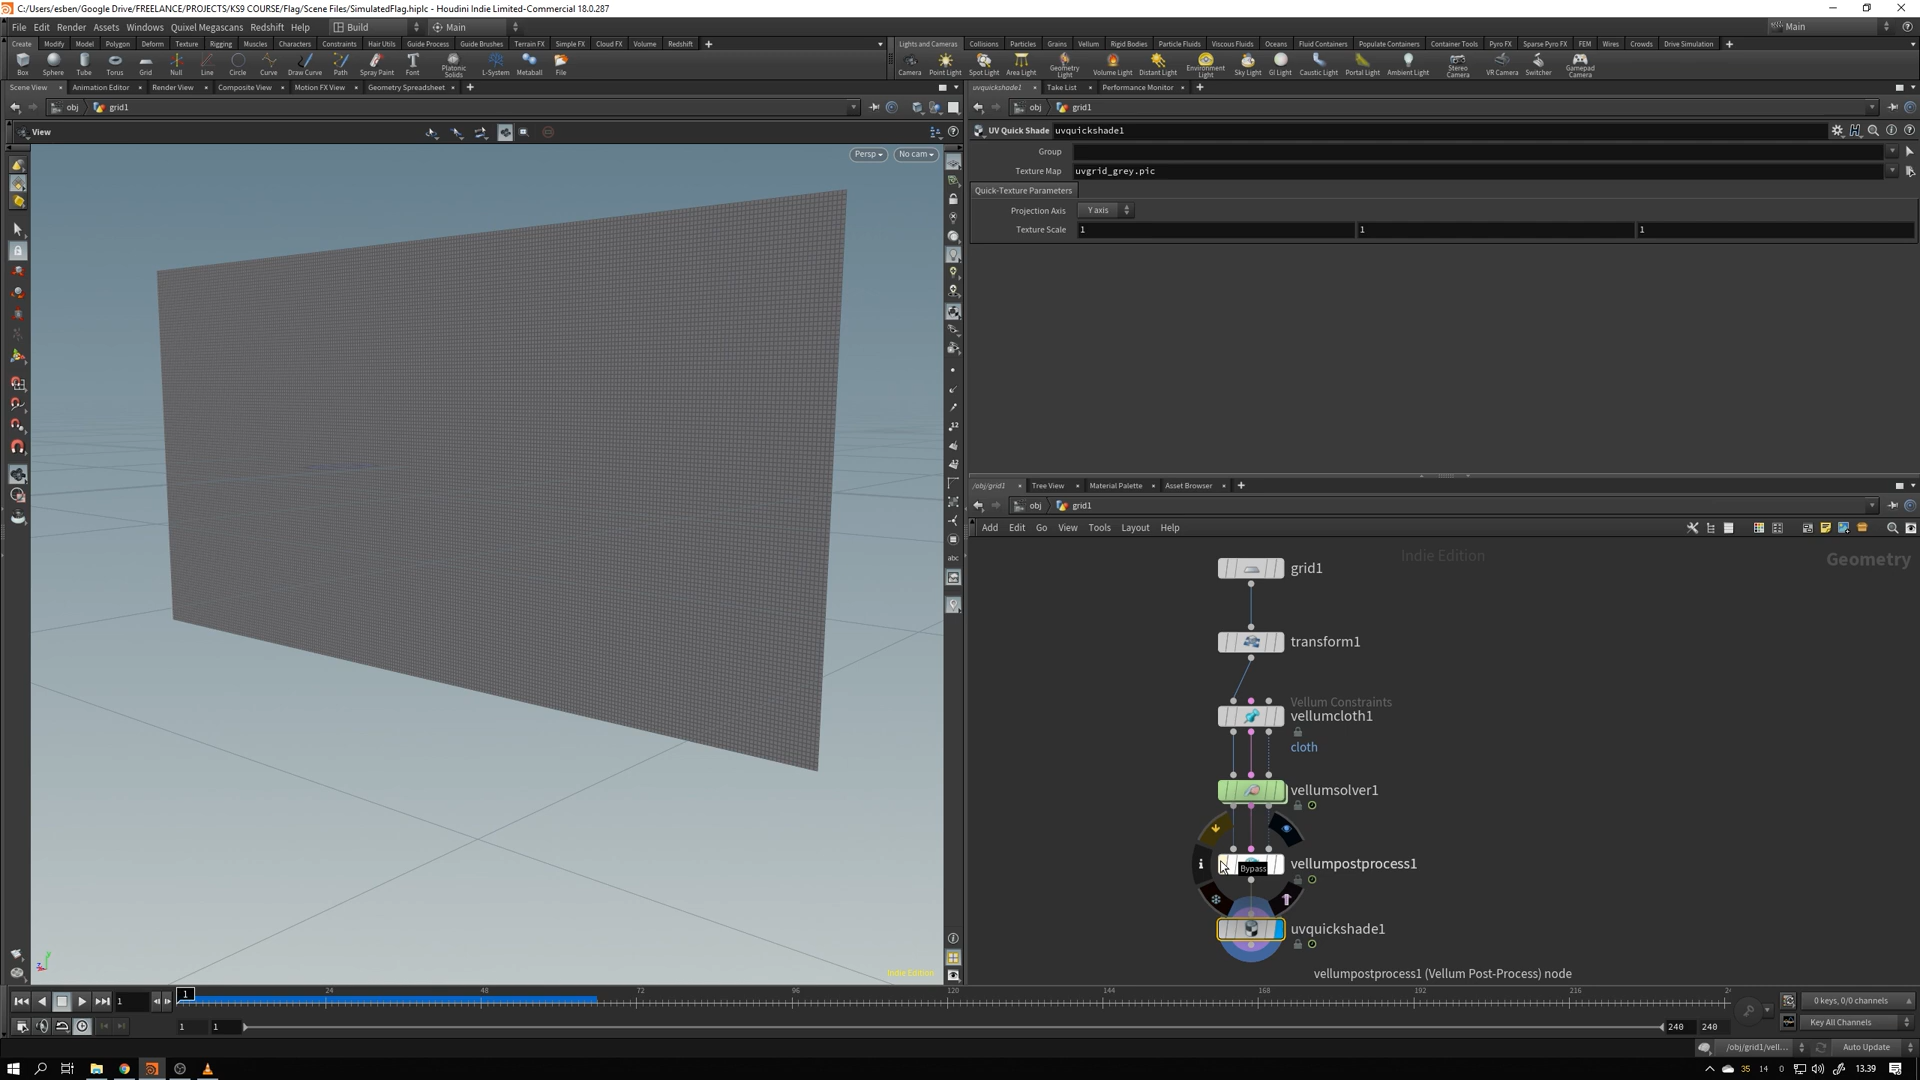 C:/Users/esben/Google Drive/FREELANCE/PROJECTS/KS9 COURSE/Flag/Scene Files/SimulatedFlag.hiplc - Houdini Indie Limited-Commercial 18.0.287
File Edit Render Assets Windows Quixel Megascans Redshift Help Build Main Main
Create Modify Model Polygon Deform Texture Rigging Muscles Characters Constraints Hair Utils Guide Process Guide Brushes Terrain FX Simple FX Cloud FX Volume Redshift
Lights and Cameras Collisions Particles Grains Vellum Rigid Bodies Particle Fluids Viscous Fluids Oceans Fluid Containers Populate Containers Container Tools Pyro FX Sparse Pyro FX FEM Wires Crowds Drive Simulation
Box Sphere Tube Torus Grid Null Line Circle Curve Draw Curve Path Spray Paint Font Platonic Solids L-System Metaball File
Camera Point Light Spot Light Area Light Geometry Light Volume Light Distant Light Environment Light Sky Light GI Light Caustic Light Portal Light Ambient Light Stereo Camera VR Camera Switcher Gamepad Camera
Scene View Animation Editor Render View Composite View Motion FX View Geometry Spreadsheet
uvquickshade1 Take List Performance Monitor
obj grid1
obj grid1
View
UV Quick Shade uvquickshade1
Persp No cam
Group
Texture Map uvgrid_grey.pic
Quick-Texture Parameters
Projection Axis Y axis
Texture Scale 1 1 1
/obj/grid1 Tree View Material Palette Asset Browser
obj grid1
Add Edit Go View Tools Layout Help
Indie Edition
Geometry
grid1
transform1
Vellum Constraints
vellumcloth1
cloth
vellumsolver1
vellumpostprocess1
Bypass
uvquickshade1
vellumpostprocess1 (Vellum Post-Process) node
abc
Indie Edition
1 1 24 48 72 96 120 144 168 192 216
0 keys, 0/0 channels
1 1 240 240
Key All Channels
/obj/grid1/vell...
Auto Update
35 14 0
13.39